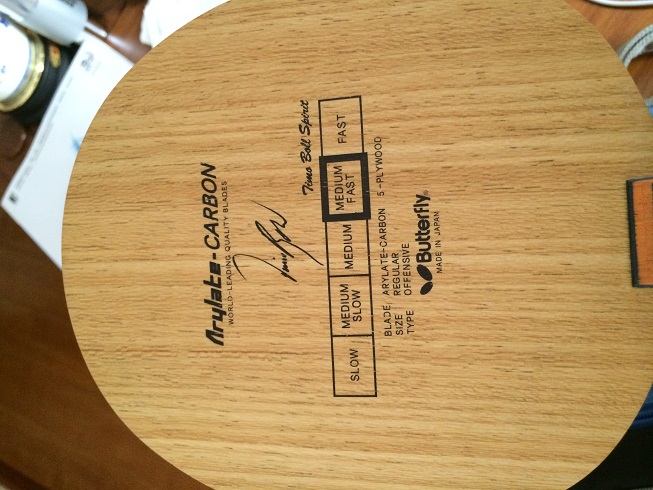 Arylate-CARBON
WORLD-LEADING QUALITY BLADES
Timo Boll Spirit
SLOW
MEDIUM SLOW
MEDIUM
MEDIUM FAST
FAST
BLADE ARYLATE-CARBON 5-PLYWOOD
SIZE REGULAR
TYPE OFFENSIVE
Butterfly®
MADE IN JAPAN